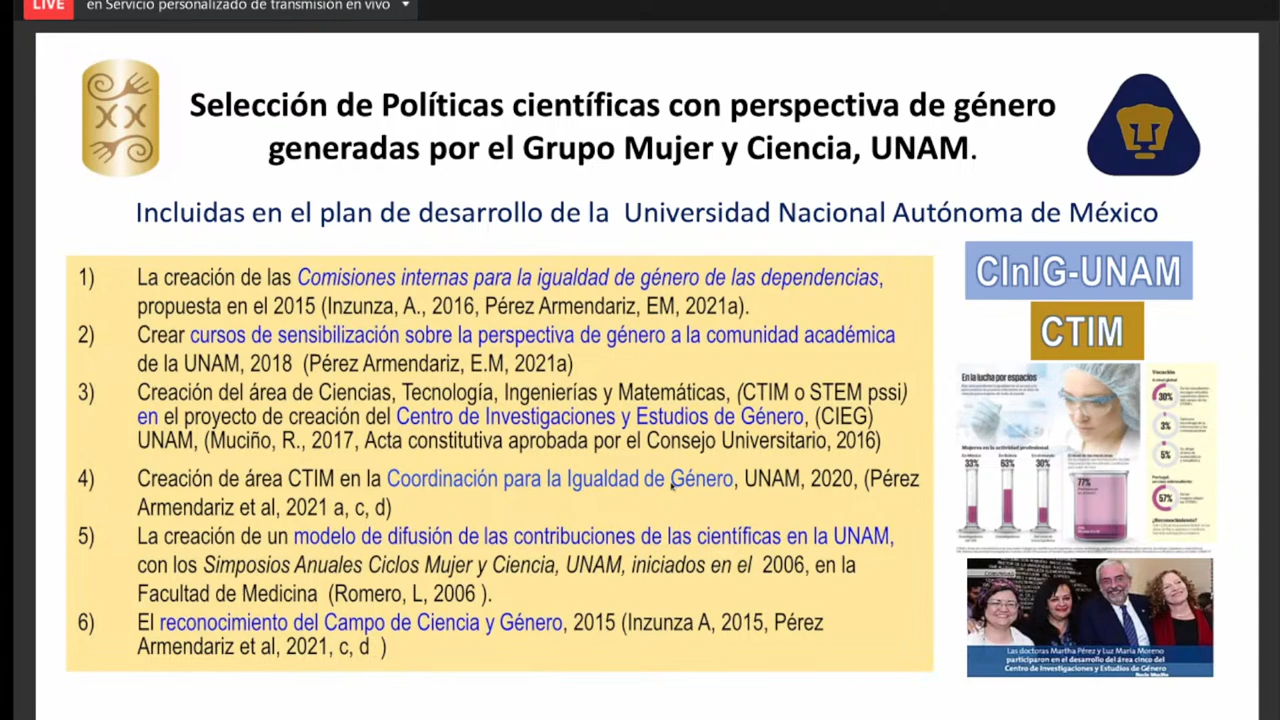 LIVE en Servicio personalizado de transmisión en vivo
Selección de Políticas científicas con perspectiva de género
generadas por el Grupo Mujer y Ciencia, UNAM.
Incluidas en el plan de desarrollo de la Universidad Nacional Autónoma de México
1) La creación de las Comisiones internas para la igualdad de género de las dependencias,
propuesta en el 2015 (Inzunza, A., 2016, Pérez Armendariz, EM, 2021a).
2) Crear cursos de sensibilización sobre la perspectiva de género a la comunidad académica
de la UNAM, 2018 (Pérez Armendariz, E.M, 2021a)
3) Creación del área de Ciencias, Tecnología, Ingenierías y Matemáticas, (CTIM o STEM pssi)
en el proyecto de creación del Centro de Investigaciones y Estudios de Género, (CIEG)
UNAM, (Muciño, R., 2017, Acta constitutiva aprobada por el Consejo Universitario, 2016)
4) Creación de área CTIM en la Coordinación para la Igualdad de Género, UNAM, 2020, (Pérez
Armendariz et al, 2021 a, c, d)
5) La creación de un modelo de difusión de las contribuciones de las científicas en la UNAM,
con los Simposios Anuales Ciclos Mujer y Ciencia, UNAM, iniciados en el 2006, en la
Facultad de Medicina (Romero, L, 2006 ).
6) El reconocimiento del Campo de Ciencia y Género, 2015 (Inzunza A, 2015, Pérez
Armendariz et al, 2021, c, d )
CInIG-UNAM
CTIM
En la lucha por espacios
Mujeres en la actividad profesional
33% 63% 30%
77%
Vocación
30%
3%
5%
57%
¿Reconocimiento?
Las doctoras Martha Pérez y Luz María Moreno
participaron en el desarrollo del área cinco del
Centro de Investigaciones y Estudios de Género
Rocío Muciño